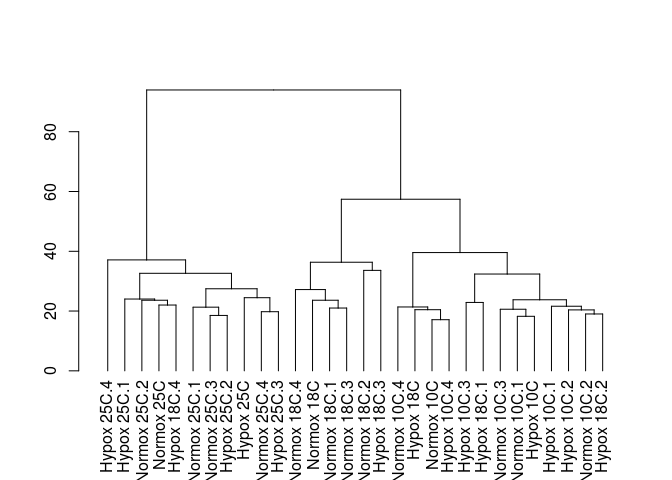 80
60
40
20
0
Hypox 25C.4
Hypox 25C.1
Normox 25C.2
Normox 25C
Hypox 18C.4
Normox 25C.1
Normox 25C.3
Hypox 25C.2
Hypox 25C
Normox 25C.4
Hypox 25C.3
Normox 18C.4
Normox 18C
Normox 18C.1
Normox 18C.3
Normox 18C.2
Hypox 18C.3
Normox 10C.4
Hypox 18C
Normox 10C
Hypox 10C.4
Hypox 10C.3
Hypox 18C.1
Normox 10C.3
Normox 10C.1
Hypox 10C
Hypox 10C.1
Hypox 10C.2
Normox 10C.2
Hypox 18C.2